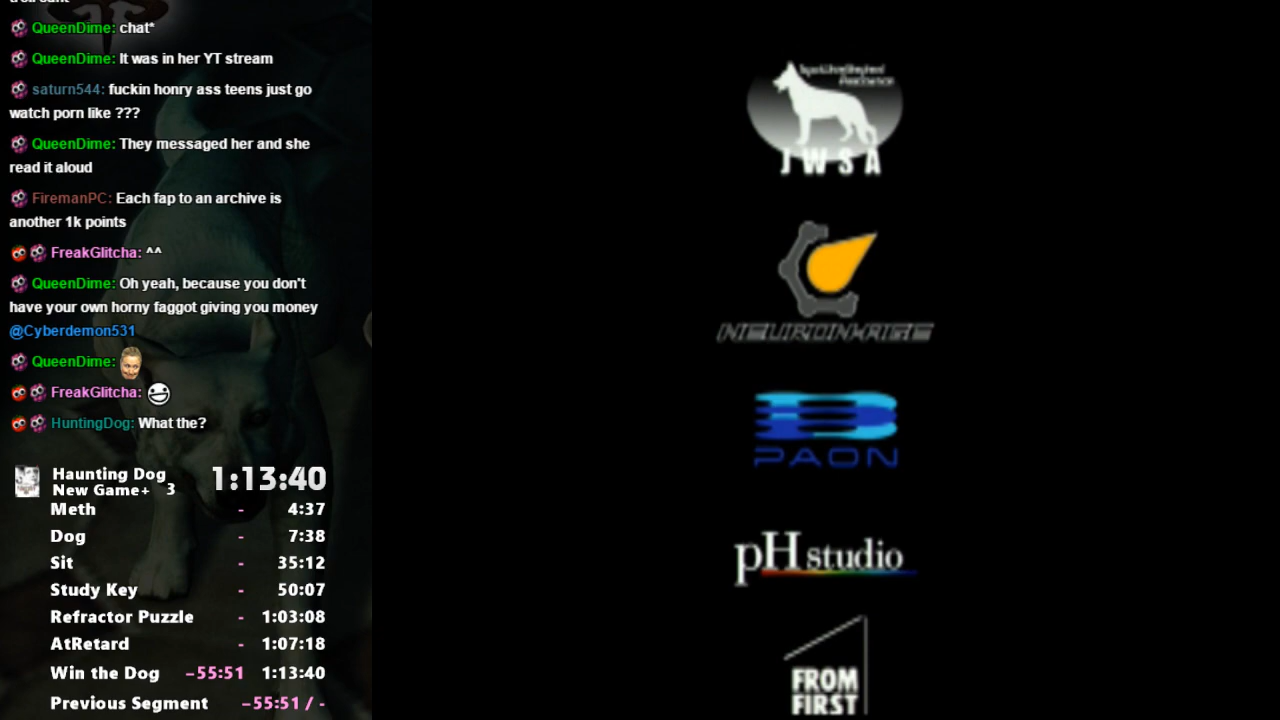 QueenDime: chat*
QueenDime: It was in her YT stream
saturn544: fuckin honry ass teens just go
watch porn like ???
QueenDime: They messaged her and she
read it aloud
FiremanPC: Each fap to an archive is
another 1k points
FreakGlitcha: ^^
QueenDime: Oh yeah, because you don't
have your own horny faggot giving you money
@Cyberdemon531
QueenDime:
FreakGlitcha:
HuntingDog: What the?
Haunting Dog
New Game+ 3
1:13:40
Meth - 4:37
Dog - 7:38
Sit - 35:12
Study Key - 50:07
Refractor Puzzle - 1:03:08
AtRetard - 1:07:18
Win the Dog −55:51 1:13:40
Previous Segment −55:51 / -
JWSA
NEURONAGE
PAON
pH studio
FROM
FIRST